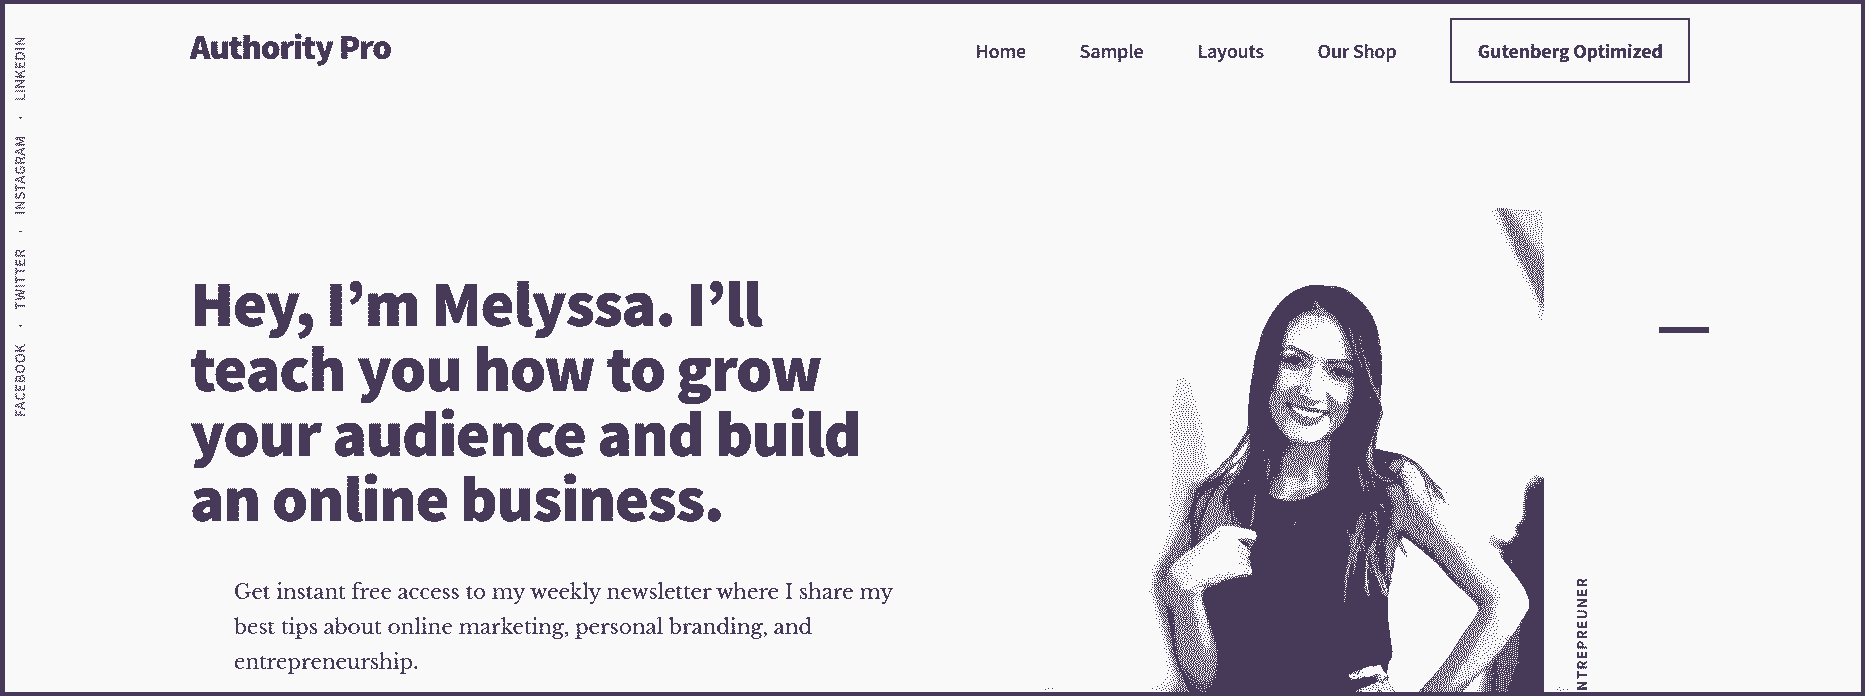 Authority Pro
Home
Sample
Layouts
Our Shop
Gutenberg Optimized
FACEBOOK · TWITTER · INSTAGRAM · LINKEDIN
Hey, I’m Melyssa. I’ll
teach you how to grow
your audience and build
an online business.
Get instant free access to my weekly newsletter where I share my
best tips about online marketing, personal branding, and
entrepreneurship.
NTREPREUNER